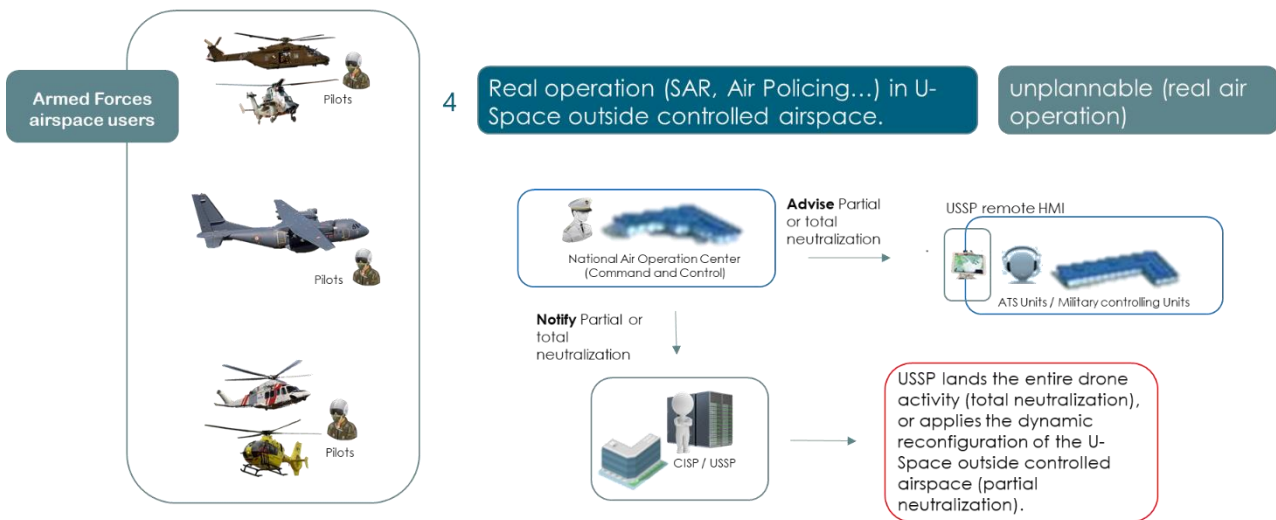 Armed Forces
airspace users
Pilots
Pilots
Pilots
4
Real operation (SAR, Air Policing...) in U-
Space outside controlled airspace.
unplannable (real air
operation)
National Air Operation Center
(Command and Control)
Advise Partial
or total
neutralization
USSP remote HMI
ATS Units / Military controlling Units
Notify Partial or
total
neutralization
CISP / USSP
USSP lands the entire drone
activity (total neutralization),
or applies the dynamic
reconfiguration of the U-
Space outside controlled
airspace (partial
neutralization).